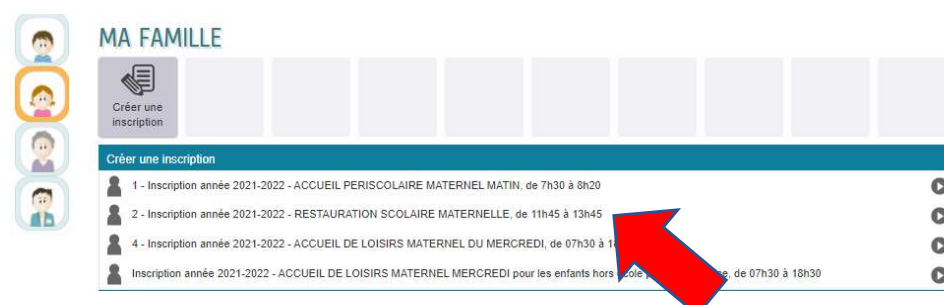 MA FAMILLE
Créer une
inscription
Créer une inscription
1 - Inscription année 2021-2022 - ACCUEIL PERISCOLAIRE MATERNEL MATIN, de 7h30 à 8h20
2 - Inscription année 2021-2022 - RESTAURATION SCOLAIRE MATERNELLE, de 11h45 à 13h45
4 - Inscription année 2021-2022 - ACCUEIL DE LOISIRS MATERNEL DU MERCREDI, de 07h30 à
Inscription année 2021-2022 - ACCUEIL DE LOISIRS MATERNEL MERCREDI pour les enfants hors école de 07h30 à 18h30